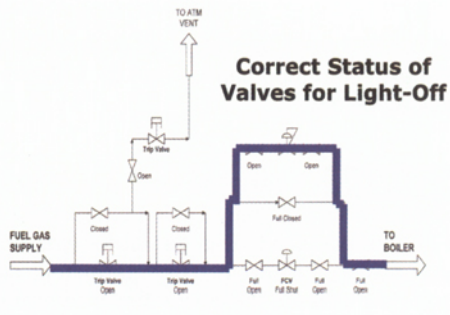 TO ATM
VENT
Correct Status of
Valves for Light-Off
Trip Valve
Open
Open
Open
Closed
Closed
Full Closed
FUEL GAS
SUPPLY
TO
BOILER
Trip Valve
Open
Trip Valve
Open
Full
Open
PCV
Full Shut
Full
Open
Full
Open